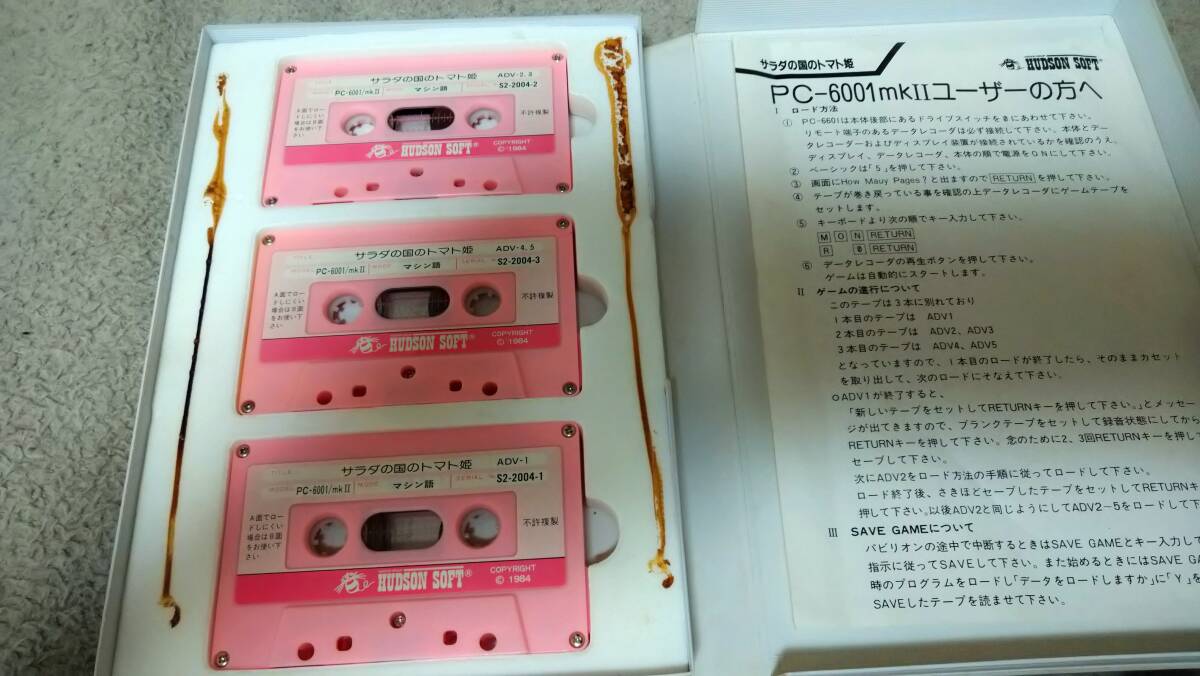 TITLE サラダの国のトマト姫 ADV-2.3
MODEL PC-6001/mkⅡ MODE マシン語 SERIAL S2-2004-2
A面でロー
ドしにくい
場合はB面
をお使い下
さい
不許複製
HUDSON SOFT®
COPYRIGHT
© 1984
TITLE サラダの国のトマト姫 ADV-4.5
MODEL PC-6001/mkⅡ MODE マシン語 SERIAL S2-2004-3
A面でロー
ドしにくい
場合はB面
をお使い下
さい
不許複製
HUDSON SOFT®
COPYRIGHT
© 1984
TITLE サラダの国のトマト姫 ADV-1
MODEL PC-6001/mkⅡ MODE マシン語 SERIAL S2-2004-1
A面でロー
ドしにくい
場合はB面
をお使い下
さい
不許複製
HUDSON SOFT®
COPYRIGHT
© 1984
サラダの国のトマト姫 HUDSON SOFT®
PC-6001mkⅡユーザーの方へ
Ⅰ ロード方法
① PC-6601は本体後部にあるドライブスイッチを0にあわせて下さい。
リモート端子のあるデータレコーダは必ず接続して下さい。本体とデー
タレコーダーおよびディスプレイ装置が接続されているかを確認のうえ、
ディスプレイ、データレコーダ、本体の順で電源をONにして下さい。
② ベーシックは「5」を押して下さい。
③ 画面にHow Mauy Pages?と出ますのでRETURNを押して下さい。
④ テープが巻き戻っている事を確認の上データレコーダにゲームテープを
セットします。
⑤ キーボードより次の順でキー入力して下さい。
M O N RETURN
R 0 RETURN
⑥ データレコーダの再生ボタンを押して下さい。
ゲームは自動的にスタートします。
Ⅱ ゲームの進行について
このテープは3本に別れており
1本目のテープは ADV1
2本目のテープは ADV2、ADV3
3本目のテープは ADV4、ADV5
となっていますので、1本目のロードが終了したら、そのままカセット
を取り出して、次のロードにそなえて下さい。
○ADV1が終了すると、
「新しいテープをセットしてRETURNキーを押して下さい。」とメッセー
ジが出てきますので、ブランクテープをセットして録音状態にしてから
RETURNキーを押して下さい。念のために2、3回RETURNキーを押して
セーブして下さい。
次にADV2をロード方法の手順に従ってロードして下さい。
ロード終了後、さきほどセーブしたテープをセットしてRETURNキ
押して下さい。以後ADV2と同じようにしてADV2-5をロードして下
Ⅲ SAVE GAMEについて
パビリオンの途中で中断するときはSAVE GAMEとキー入力して
指示に従ってSAVEして下さい。また始めるときにはSAVE GA
時のプログラムをロードし「データをロードしますか」に「Y」を
SAVEしたテープを読ませて下さい。